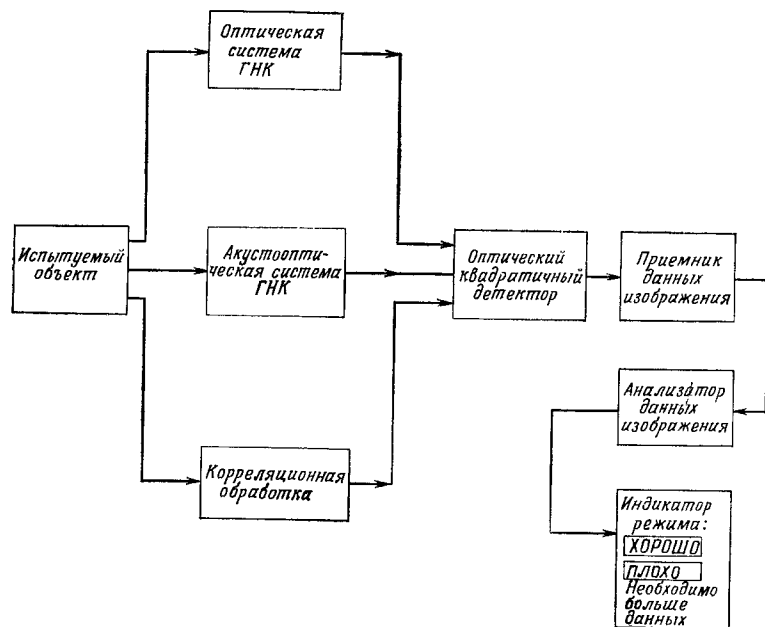 Оптическая
система
ГНК
Испытуемый
объект
Акустоопти-
ческая система
ГНК
Оптический
квадратичный
детектор
Приемник
данных
изображения
Анализатор
данных
изображения
Корреляционная
обработка
Индикатор
режима:
ХОРОШО
ПЛОХО
Необходимо
больше
данных